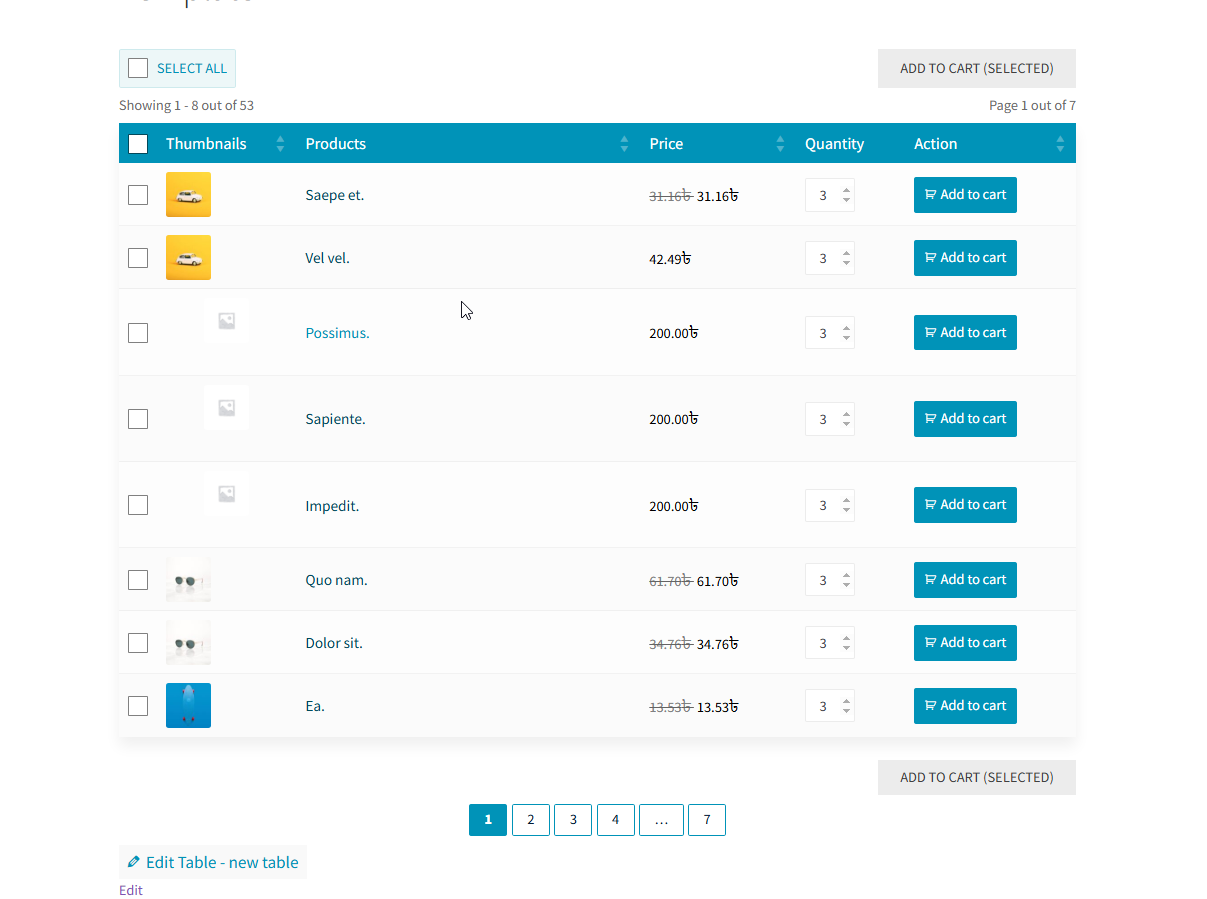 SELECT ALL
ADD TO CART (SELECTED)
Showing 1 - 8 out of 53
Page 1 out of 7
Thumbnails Products Price Quantity Action
Saepe et. 31.16৳ 31.16৳ 3 Add to cart
Vel vel. 42.49৳ 3 Add to cart
Possimus. 200.00৳ 3 Add to cart
Sapiente. 200.00৳ 3 Add to cart
Impedit. 200.00৳ 3 Add to cart
Quo nam. 61.70৳ 61.70৳ 3 Add to cart
Dolor sit. 34.76৳ 34.76৳ 3 Add to cart
Ea. 13.53৳ 13.53৳ 3 Add to cart
ADD TO CART (SELECTED)
1 2 3 4 ... 7
Edit Table - new table
Edit